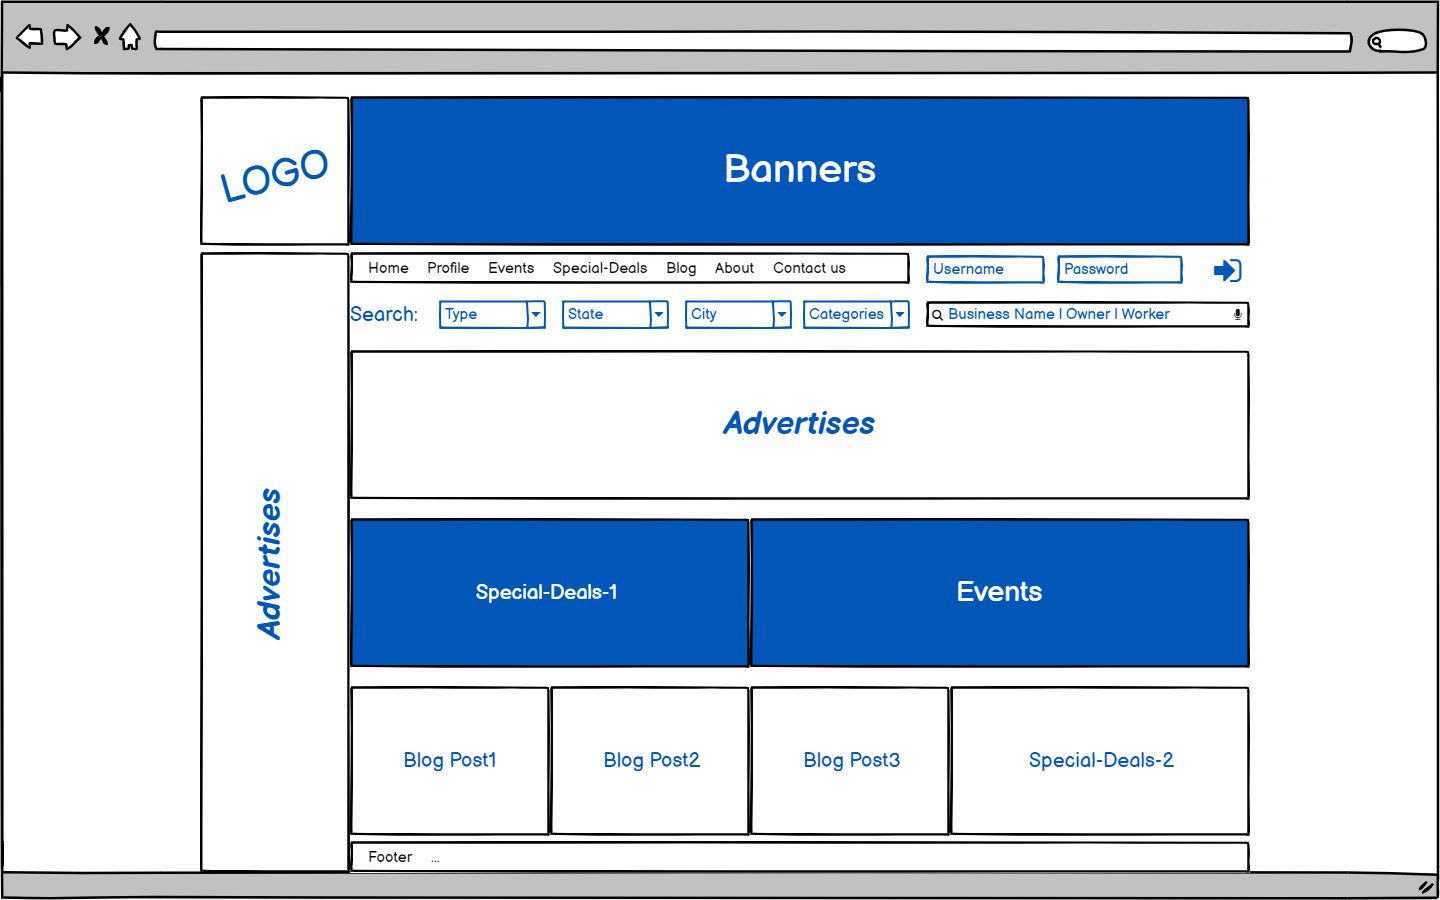 LOGO
Banners
Home Profile Events Special-Deals Blog About Contact us
Username Password
Search: Type State City Categories Business Name | Owner | Worker
Advertises
Advertises
Special-Deals-1 Events
Blog Post1 Blog Post2 Blog Post3 Special-Deals-2
Footer ...